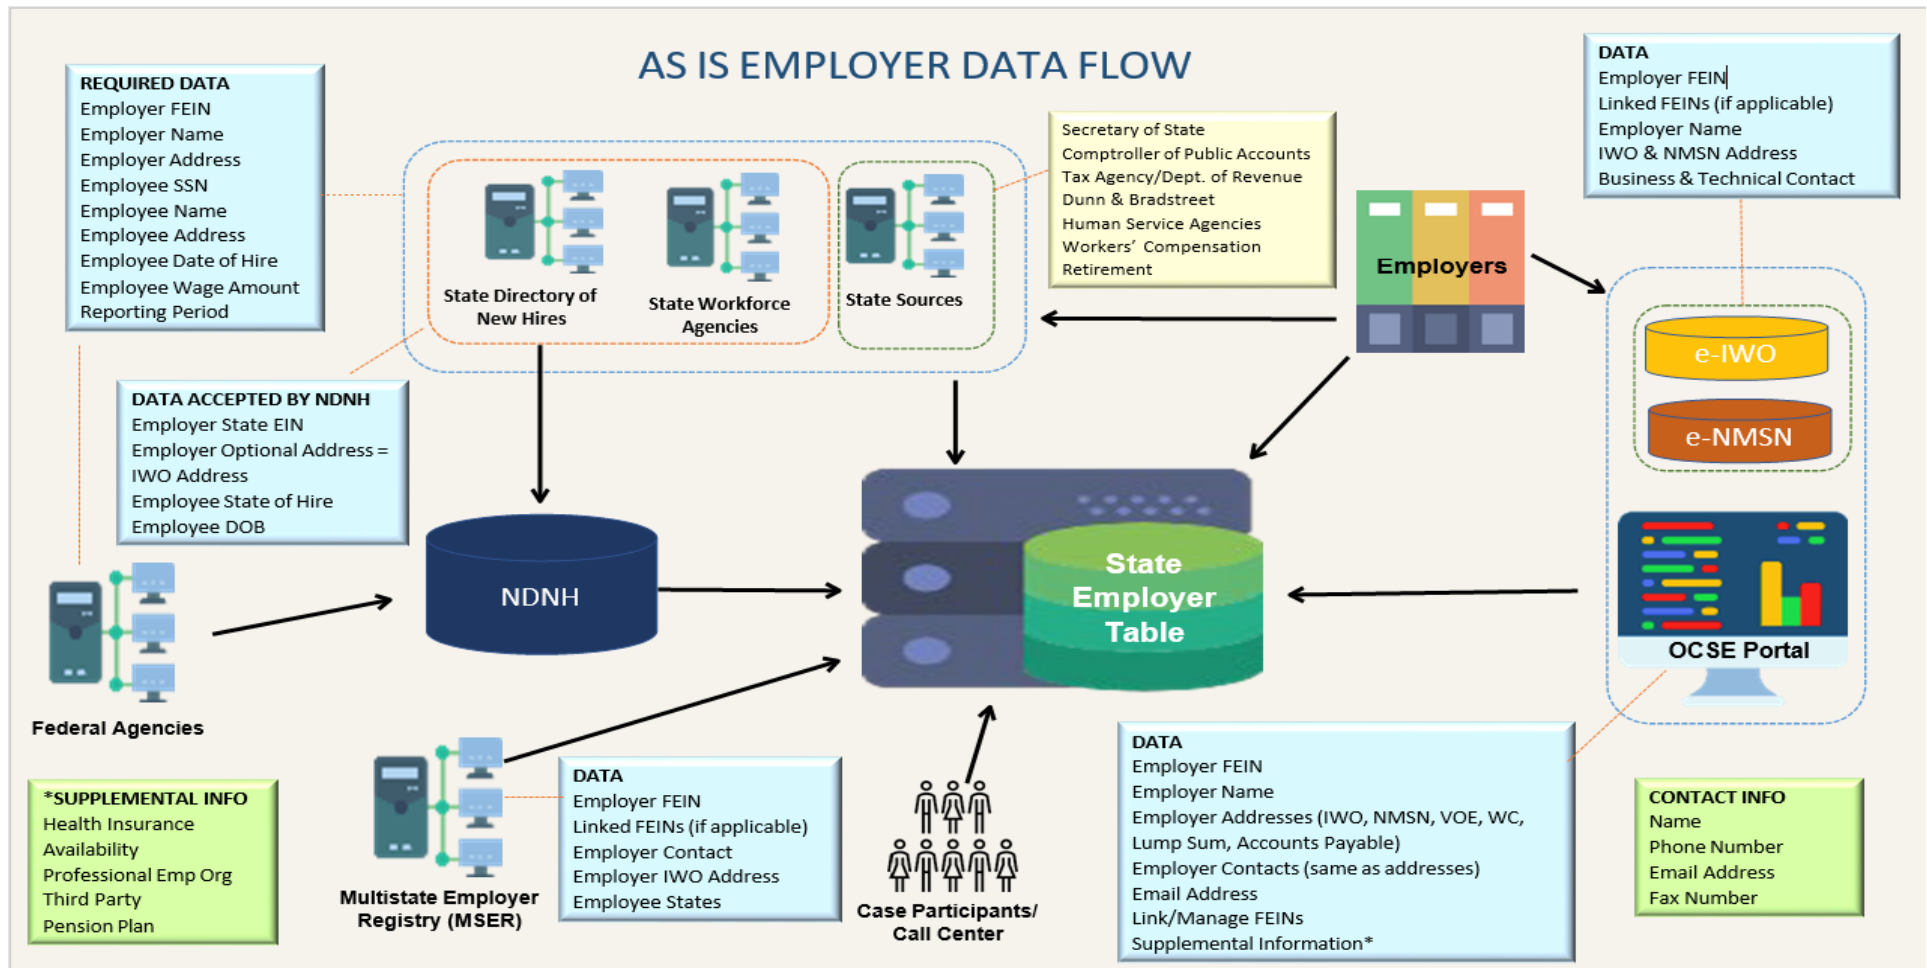 AS IS EMPLOYER DATA FLOW
REQUIRED DATA
Employer FEIN
Employer Name
Employer Address
Employee SSN
Employee Name
Employee Address
Employee Date of Hire
Employee Wage Amount
Reporting Period
State Directory of
New Hires
State Workforce
Agencies
State Sources
Secretary of State
Comptroller of Public Accounts
Tax Agency/Dept. of Revenue
Dunn & Bradstreet
Human Service Agencies
Workers' Compensation
Retirement
Employers
DATA
Employer FEIN
Linked FEINs (if applicable)
Employer Name
IWO & NMSN Address
Business & Technical Contact
e-IWO
e-NMSN
OCSE Portal
DATA ACCEPTED BY NDNH
Employer State EIN
Employer Optional Address =
IWO Address
Employee State of Hire
Employee DOB
NDNH
State
Employer
Table
Federal Agencies
*SUPPLEMENTAL INFO
Health Insurance
Availability
Professional Emp Org
Third Party
Pension Plan
Multistate Employer
Registry (MSER)
DATA
Employer FEIN
Linked FEINs (if applicable)
Employer Contact
Employer IWO Address
Employee States
Case Participants/
Call Center
DATA
Employer FEIN
Employer Name
Employer Addresses (IWO, NMSN, VOE, WC,
Lump Sum, Accounts Payable)
Employer Contacts (same as addresses)
Email Address
Link/Manage FEINs
Supplemental Information*
CONTACT INFO
Name
Phone Number
Email Address
Fax Number